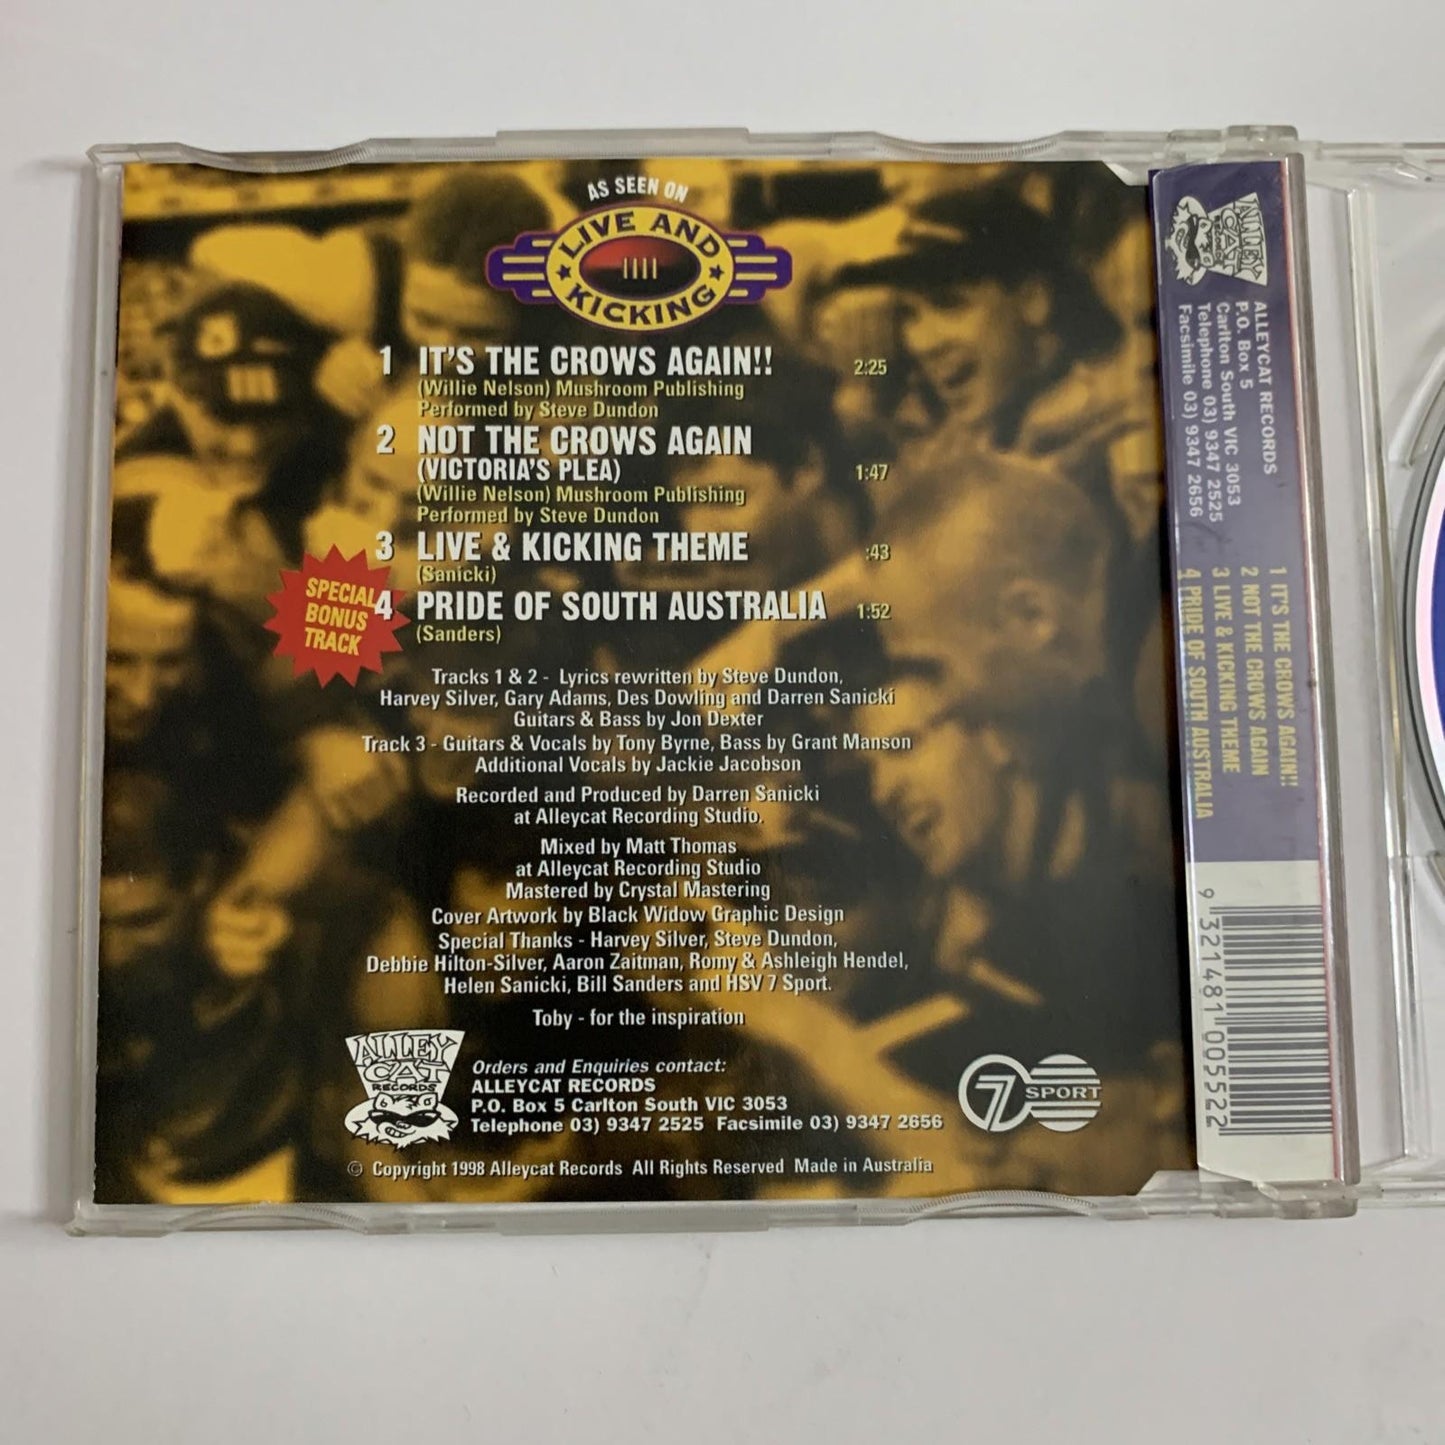 AS SEEN ON
LIVE AND
KICKING
1 IT'S THE CROWS AGAIN!! 2:25
(Willie Nelson) Mushroom Publishing
Performed by Steve Dundon
2 NOT THE CROWS AGAIN
(VICTORIA'S PLEA) 1:47
(Willie Nelson) Mushroom Publishing
Performed by Steve Dundon
3 LIVE & KICKING THEME :43
(Sanicki)
SPECIAL
BONUS
TRACK
4 PRIDE OF SOUTH AUSTRALIA 1:52
(Sanders)
Tracks 1 & 2 - Lyrics rewritten by Steve Dundon,
Harvey Silver, Gary Adams, Des Dowling and Darren Sanicki
Guitars & Bass by Jon Dexter
Track 3 - Guitars & Vocals by Tony Byrne, Bass by Grant Manson
Additional Vocals by Jackie Jacobson
Recorded and Produced by Darren Sanicki
at Alleycat Recording Studio.
Mixed by Matt Thomas
at Alleycat Recording Studio
Mastered by Crystal Mastering
Cover Artwork by Black Widow Graphic Design
Special Thanks - Harvey Silver, Steve Dundon,
Debbie Hilton-Silver, Aaron Zaitman, Romy & Ashleigh Hendel,
Helen Sanicki, Bill Sanders and HSV 7 Sport.
Toby - for the inspiration
ALLEY
CAT
RECORDS
Orders and Enquiries contact:
ALLEYCAT RECORDS
P.O. Box 5 Carlton South VIC 3053
Telephone 03) 9347 2525 Facsimile 03) 9347 2656
7 SPORT
© Copyright 1998 Alleycat Records All Rights Reserved Made in Australia
ALLEY
CAT
ALLEYCAT RECORDS
P.O. Box 5
Carlton South VIC 3053
Telephone 03) 9347 2525
Facsimile 03) 9347 2656
1 IT'S THE CROWS AGAIN!!
2 NOT THE CROWS AGAIN
3 LIVE & KICKING THEME
4 PRIDE OF SOUTH AUSTRALIA
9 321481 005522